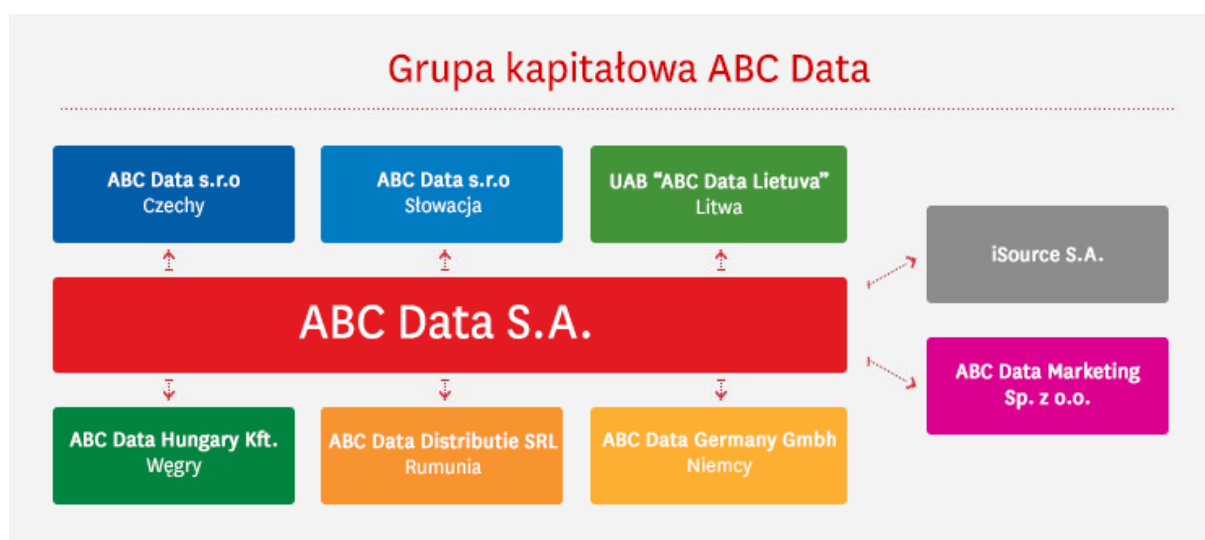 Grupa kapitałowa ABC Data
ABC Data s.r.o
Czechy
ABC Data s.r.o
Słowacja
UAB “ABC Data Lietuva”
Litwa
iSource S.A.
ABC Data S.A.
ABC Data Marketing
Sp. z o.o.
ABC Data Hungary Kft.
Węgry
ABC Data Distributie SRL
Rumunia
ABC Data Germany Gmbh
Niemcy